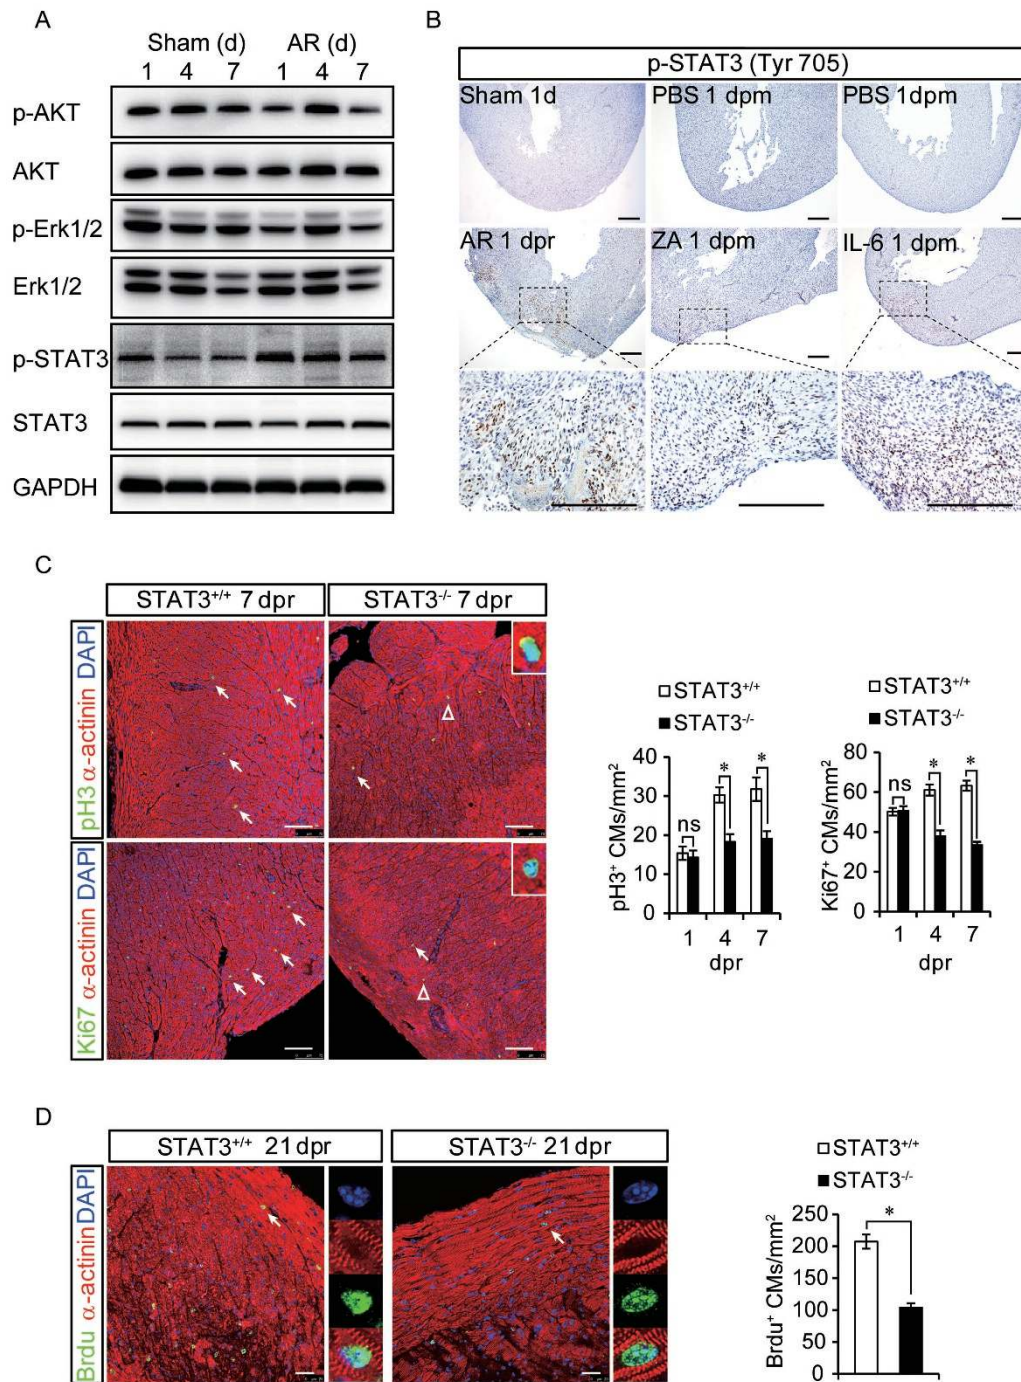 A
Sham (d) AR (d)
1 4 7 1 4 7
p-AKT
AKT
p-Erk1/2
Erk1/2
p-STAT3
STAT3
GAPDH
B
p-STAT3 (Tyr 705)
Sham 1d PBS 1 dpm PBS 1dpm
AR 1 dpr ZA 1 dpm IL-6 1 dpm
C
STAT3+/+ 7 dpr STAT3-/- 7 dpr
pH3 α-actinin DAPI
Ki67 α-actinin DAPI
STAT3+/+
STAT3-/-
pH3+ CMs/mm2
40
30
20
10
0
ns * *
1 4 7
dpr
STAT3+/+
STAT3-/-
Ki67+ CMs/mm2
80
60
40
20
0
ns * *
1 4 7
dpr
D
STAT3+/+ 21 dpr STAT3-/- 21 dpr
Brdu α-actinin DAPI
STAT3+/+
STAT3-/-
Brdu+ CMs/mm2
250
200
150
100
50
0
*